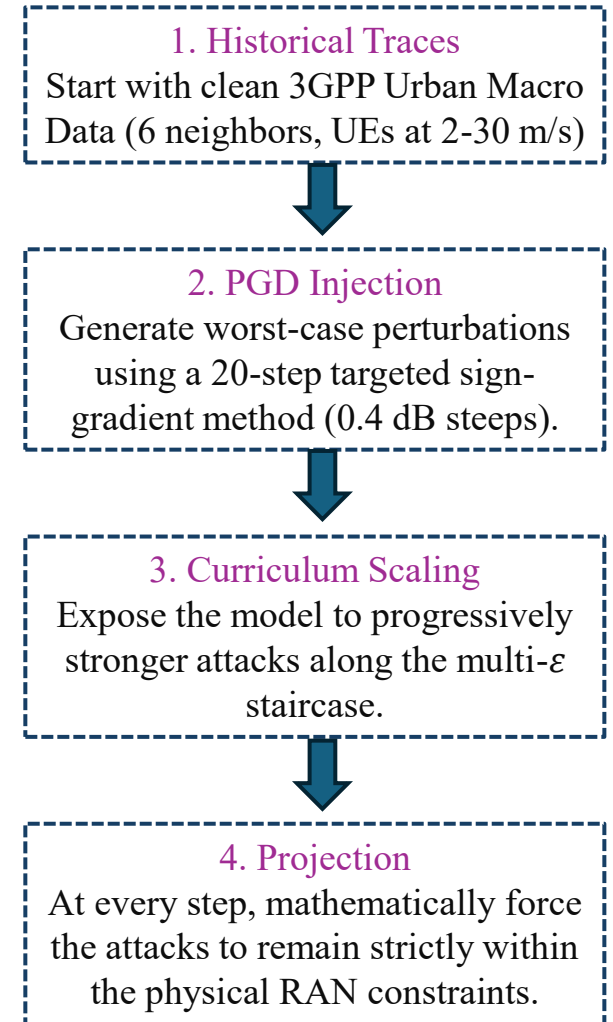 1. Historical Traces
Start with clean 3GPP Urban Macro
Data (6 neighbors, UEs at 2-30 m/s)
2. PGD Injection
Generate worst-case perturbations
using a 20-step targeted sign-
gradient method (0.4 dB steeps).
3. Curriculum Scaling
Expose the model to progressively
stronger attacks along the multi-ε
staircase.
4. Projection
At every step, mathematically force
the attacks to remain strictly within
the physical RAN constraints.